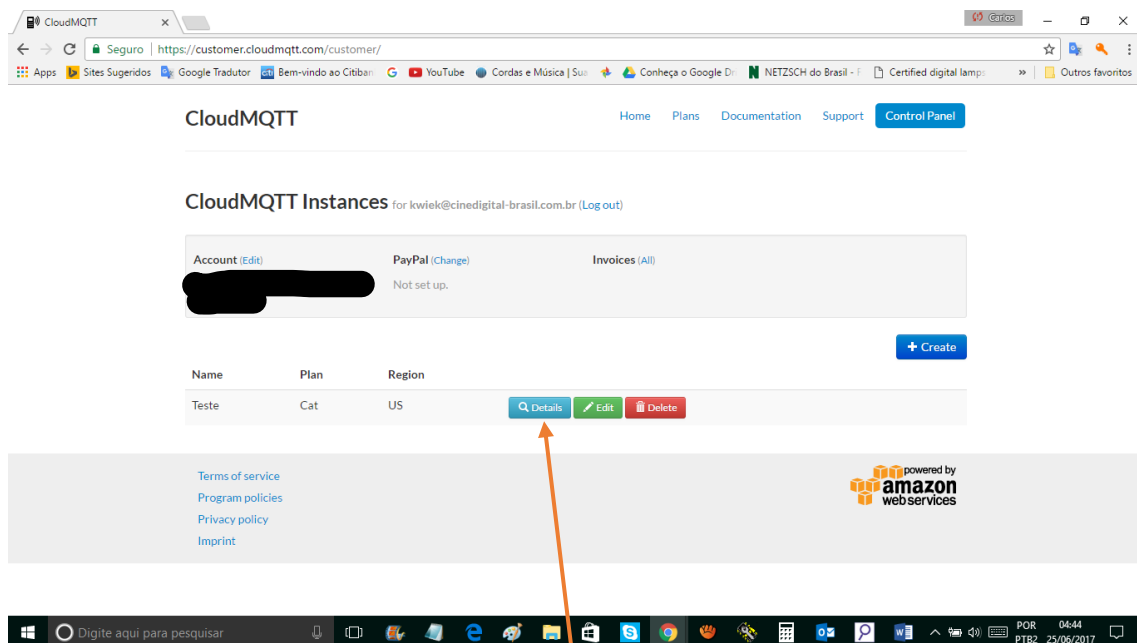 CloudMQTT
Carlos
Seguro | https://customer.cloudmqtt.com/customer/
Apps Sites Sugeridos Google Tradutor Bem-vindo ao Citiban YouTube Cordas e Música | Sua Conheça o Google Dri NETZSCH do Brasil - F Certified digital lamps » Outros favoritos
CloudMQTT Home Plans Documentation Support Control Panel
CloudMQTT Instances for kwiek@cinedigital-brasil.com.br (Log out)
Account (Edit) PayPal (Change) Invoices (All)
Not set up.
+ Create
Name Plan Region
Teste Cat US Details Edit Delete
Terms of service
Program policies
Privacy policy
Imprint
powered by
amazon
web services
Digite aqui para pesquisar
POR 04:44
PTB2 25/06/2017